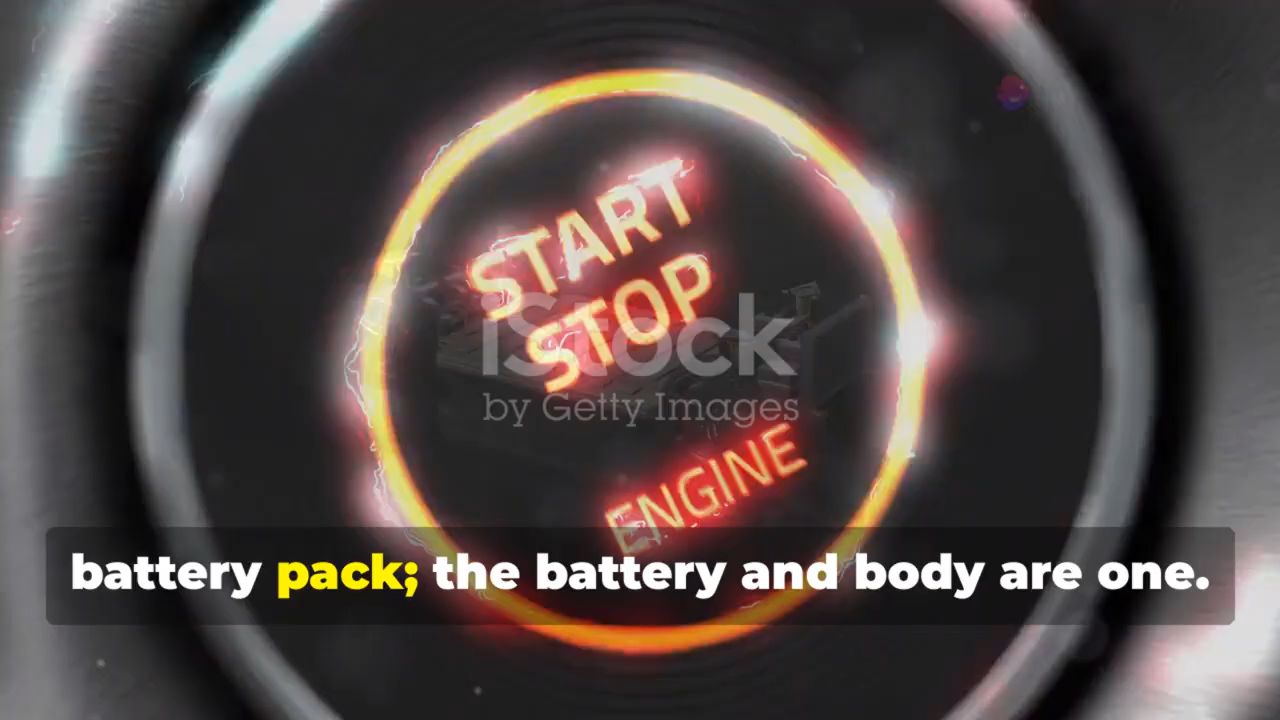 START
STOP
iStock
by Getty Images
ENGINE
battery pack; the battery and body are one.